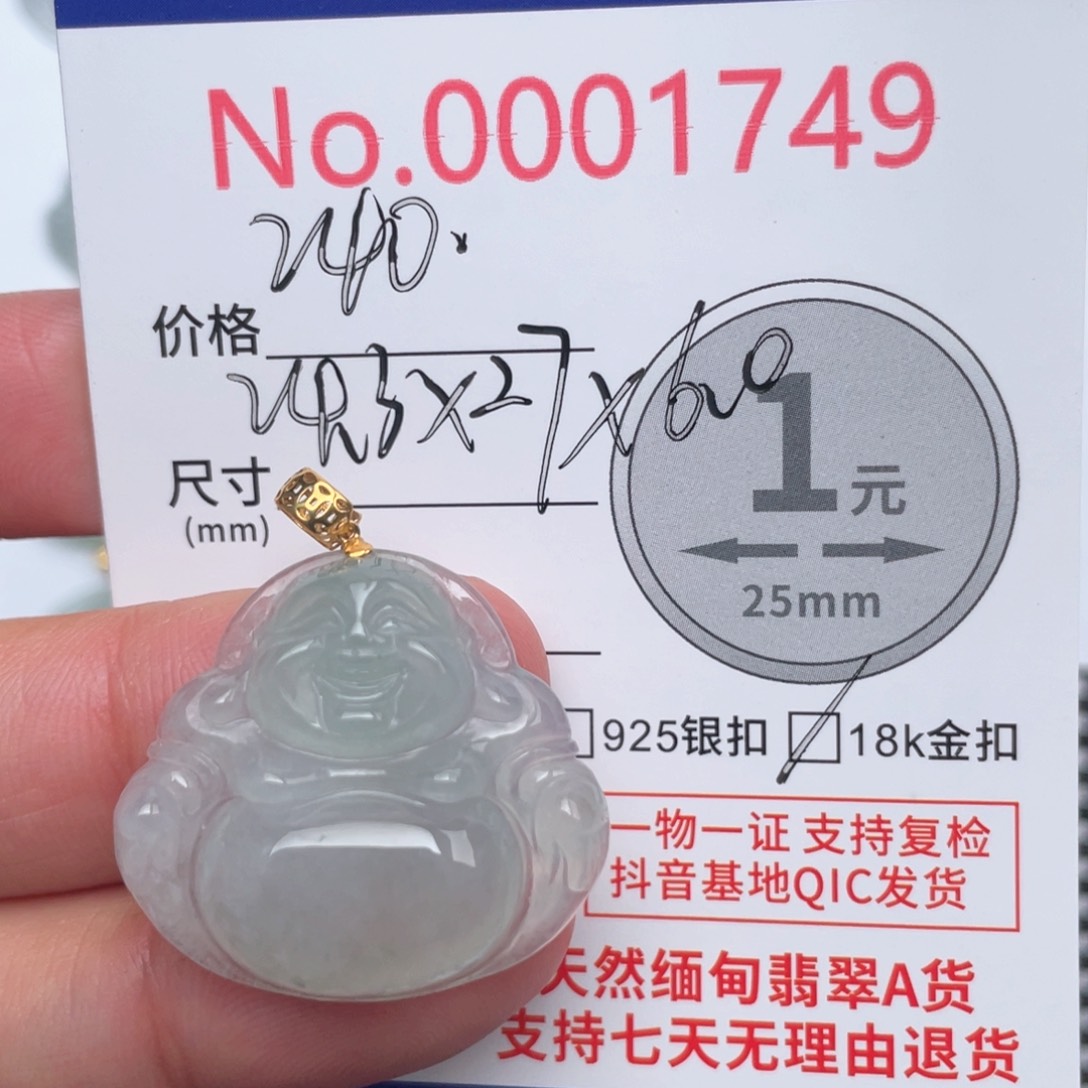 No.0001749
240.
价格
24.3×27×6.0
尺寸
(mm)
1元
25mm
925银扣 18k金扣
一物一证 支持复检
抖音基地QIC发货
天然缅甸翡翠A货
支持七天无理由退货